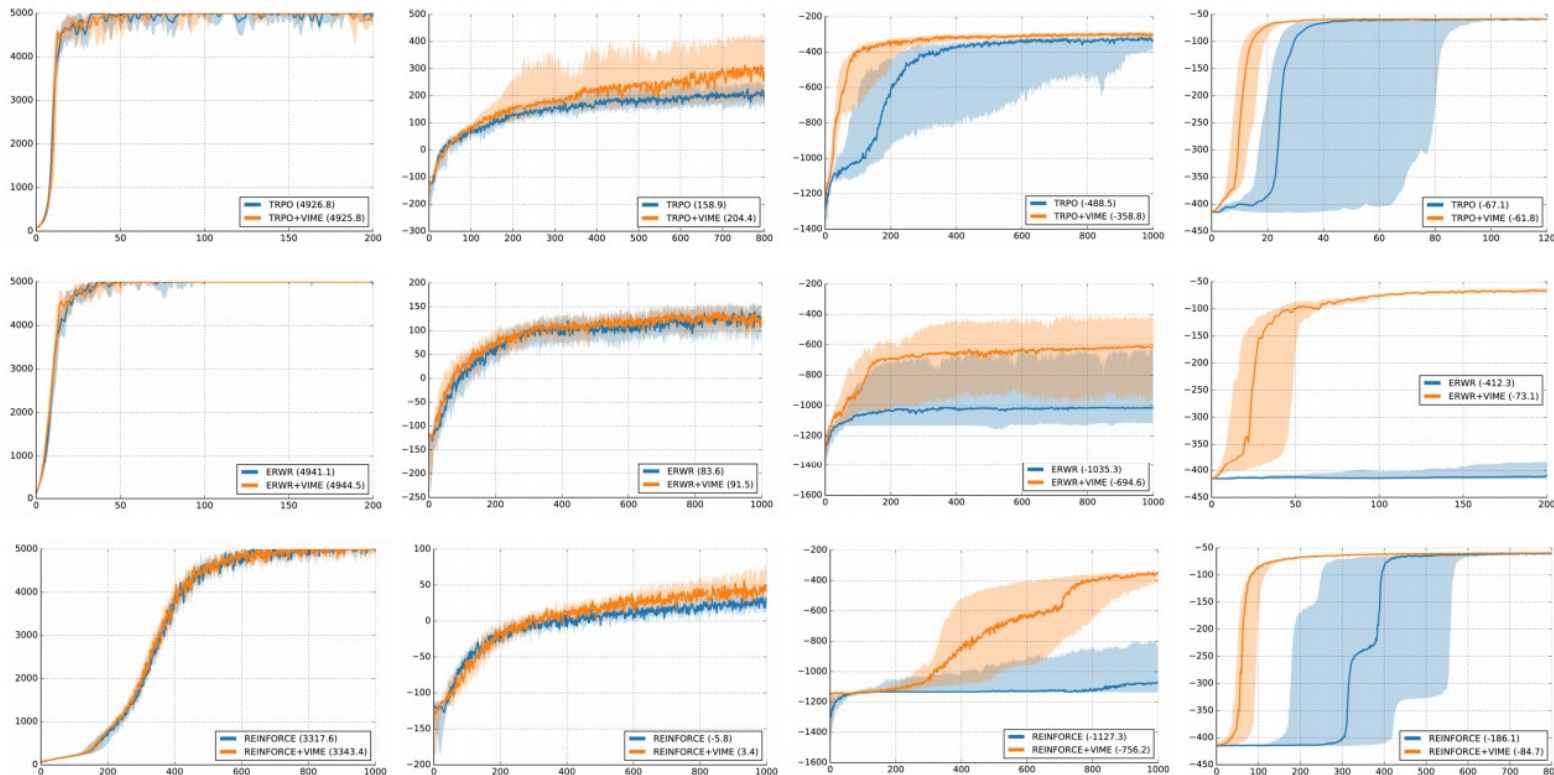 5000
4000
3000
2000
1000
0
0 50 100 150 200
TRPO (4926.8)
TRPO+VIME (4925.8)
500
400
300
200
100
0
−100
−200
−300
0 100 200 300 400 500 600 700 800
TRPO (158.9)
TRPO+VIME (204.4)
−200
−400
−600
−800
−1000
−1200
−1400
0 200 400 600 800 1000
TRPO (-488.5)
TRPO+VIME (-358.8)
−50
−100
−150
−200
−250
−300
−350
−400
−450
0 20 40 60 80 100 120
TRPO (-67.1)
TRPO+VIME (-61.8)
5000
4000
3000
2000
1000
0
0 50 100 150 200
ERWR (4941.1)
ERWR+VIME (4944.5)
200
150
100
50
0
−50
−100
−150
−200
−250
0 200 400 600 800 1000
ERWR (83.6)
ERWR+VIME (91.5)
−200
−400
−600
−800
−1000
−1200
−1400
−1600
0 200 400 600 800 1000
ERWR (-1035.3)
ERWR+VIME (-694.6)
−50
−100
−150
−200
−250
−300
−350
−400
−450
0 50 100 150 200
ERWR (-412.3)
ERWR+VIME (-73.1)
5000
4000
3000
2000
1000
0
0 200 400 600 800 1000
REINFORCE (3317.6)
REINFORCE+VIME (3343.4)
100
50
0
−50
−100
−150
−200
0 200 400 600 800 1000
REINFORCE (-5.8)
REINFORCE+VIME (3.4)
−200
−400
−600
−800
−1000
−1200
−1400
−1600
0 200 400 600 800 1000
REINFORCE (-1127.3)
REINFORCE+VIME (-756.2)
−50
−100
−150
−200
−250
−300
−350
−400
−450
0 100 200 300 400 500 600 700 800
REINFORCE (-186.1)
REINFORCE+VIME (-84.7)